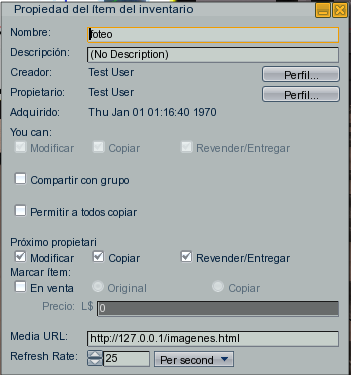 Propiedad del ítem del inventario
Nombre: foteo
Descripción: (No Description)
Creador: Test User Perfil...
Propietario: Test User Perfil...
Adquirido: Thu Jan 01 01:16:40 1970
You can:
Modificar Copiar Revender/Entregar
Compartir con grupo
Permitir a todos copiar
Próximo propietari
Modificar Copiar Revender/Entregar
Marcar ítem:
En venta Original Copiar
Precio: L$ 0
Media URL: http://127.0.0.1/imagenes.html
Refresh Rate: 25 Per second